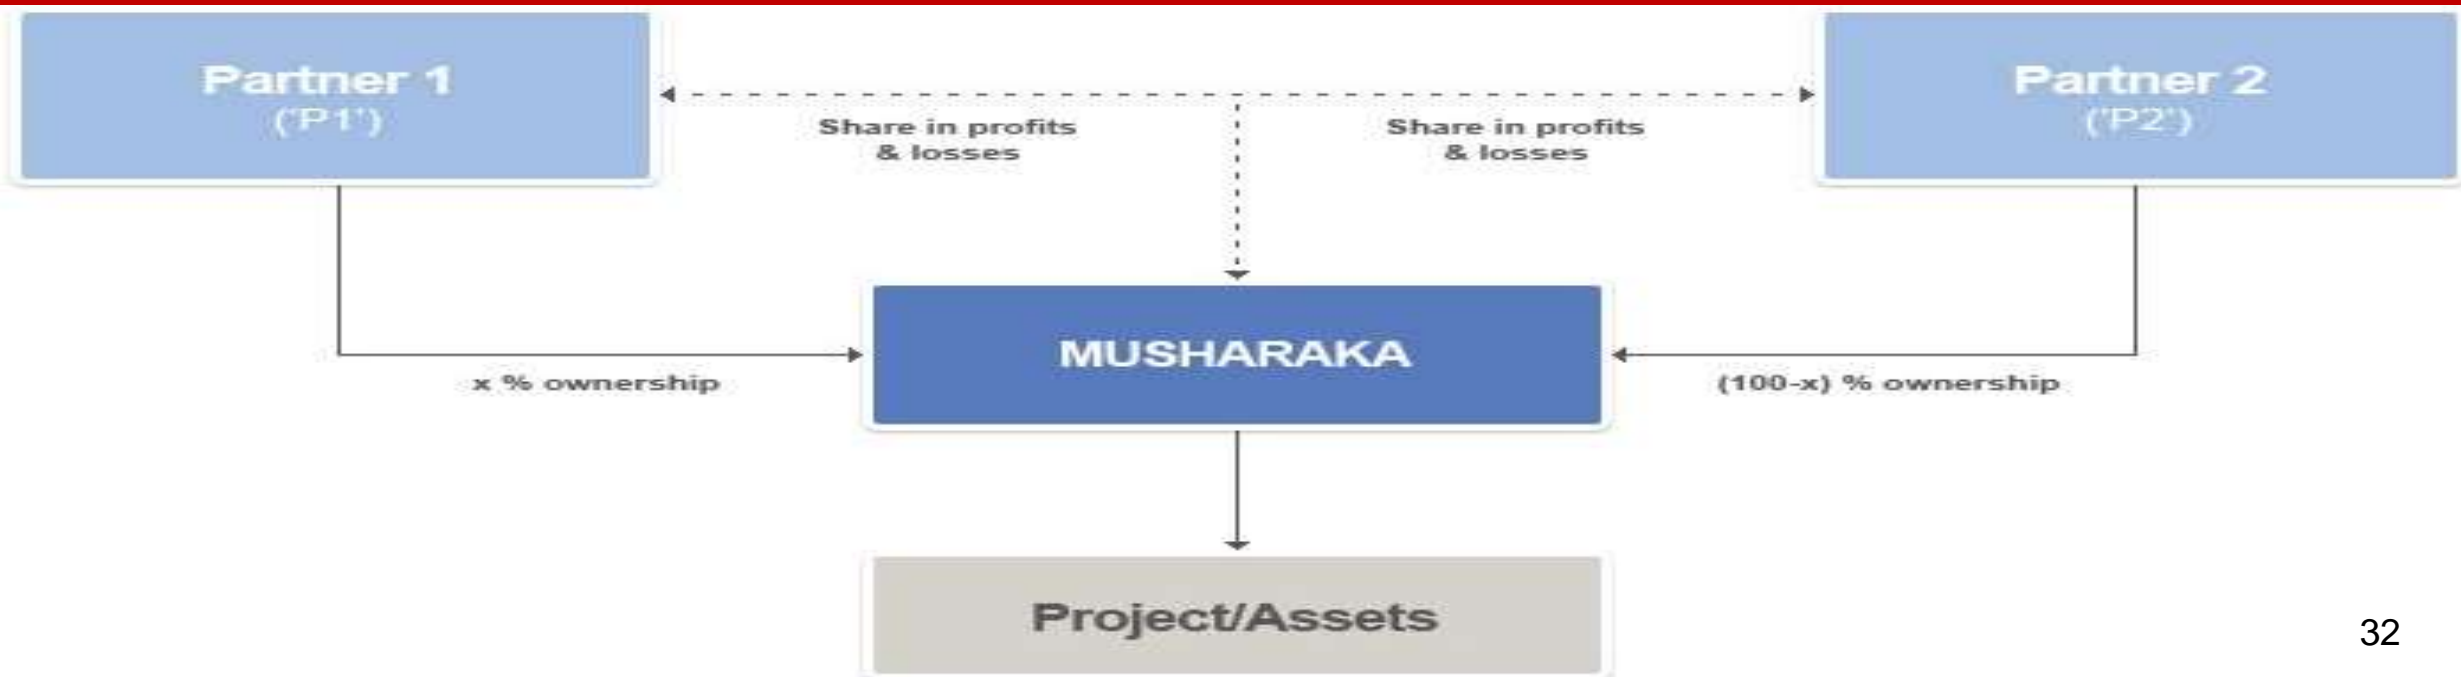 Partner 1
('P1')
Partner 2
('P2')
Share in profits
& losses
Share in profits
& losses
MUSHARAKA
x % ownership
(100-x) % ownership
Project/Assets
32